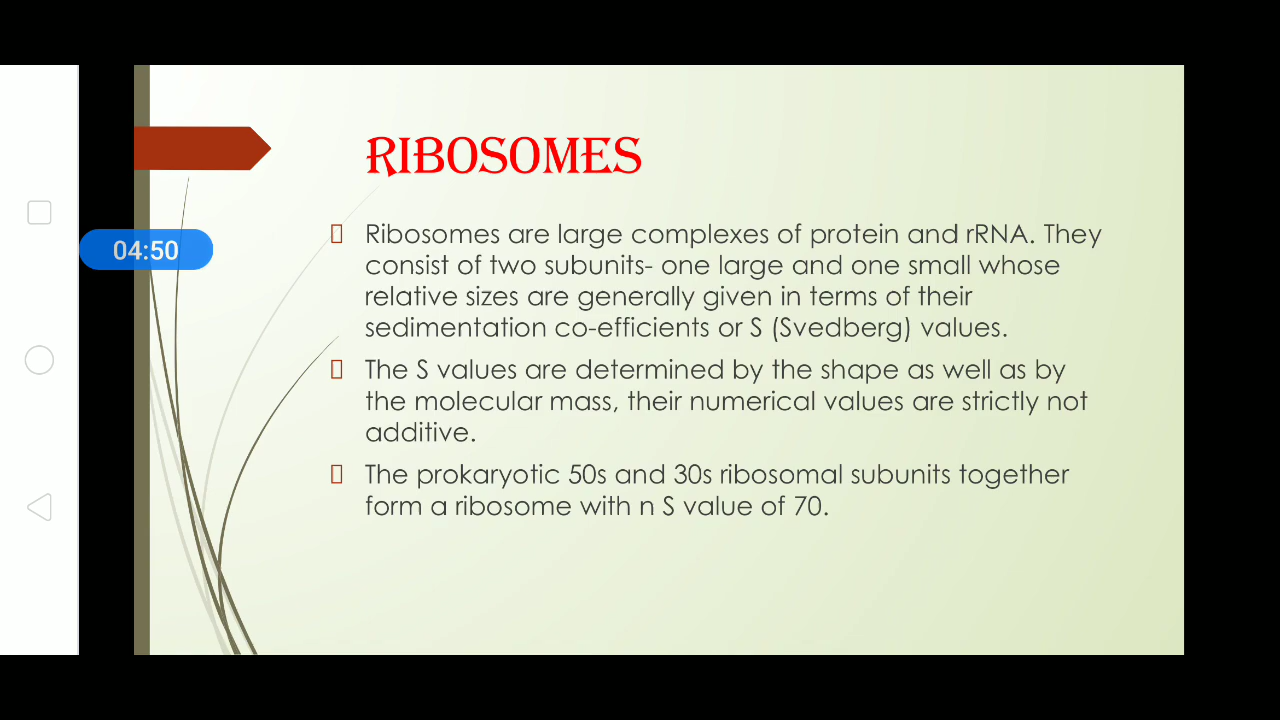 RIBOSOMES
04:50
Ribosomes are large complexes of protein and rRNA. They
consist of two subunits- one large and one small whose
relative sizes are generally given in terms of their
sedimentation co-efficients or S (Svedberg) values.
The S values are determined by the shape as well as by
the molecular mass, their numerical values are strictly not
additive.
The prokaryotic 50s and 30s ribosomal subunits together
form a ribosome with n S value of 70.